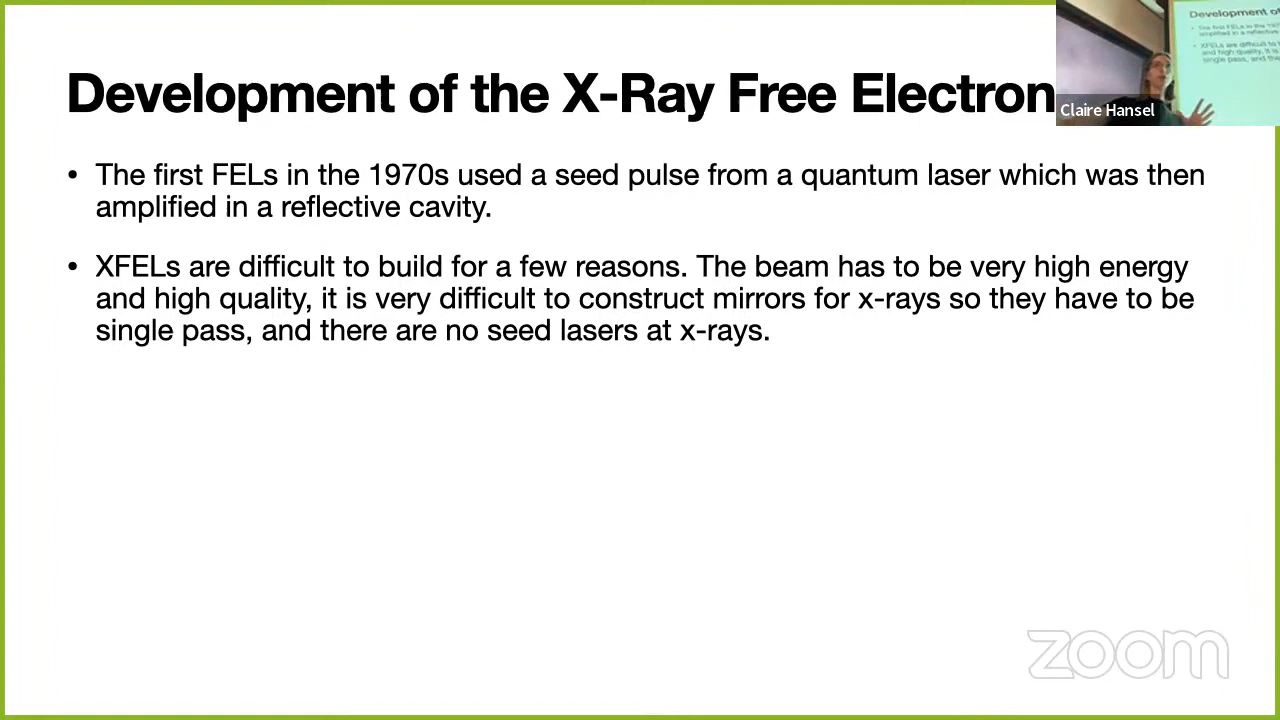 Development of the X-Ray Free Electron
Claire Hansel
• The first FELs in the 1970s used a seed pulse from a quantum laser which was then
amplified in a reflective cavity.
• XFELs are difficult to build for a few reasons. The beam has to be very high energy
and high quality, it is very difficult to construct mirrors for x-rays so they have to be
single pass, and there are no seed lasers at x-rays.
zoom
Development of